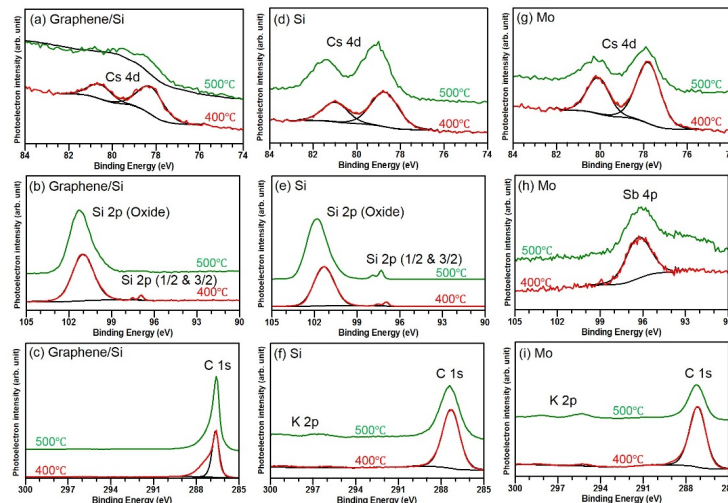 (a) Graphene/Si
Cs 4d
500°C
400°C
Photoelectron intensity (arb. unit)
84 82 80 78 76 74
Binding Energy (eV)
(d) Si
Cs 4d
500°C
400°C
Photoelectron intensity (arb. unit)
84 82 80 78 76 74
Binding Energy (eV)
(g) Mo
Cs 4d
500°C
400°C
Photoelectron intensity (arb. unit)
84 82 80 78 76 74
Binding Energy (eV)
(b) Graphene/Si
Si 2p (Oxide)
500°C
Si 2p (1/2 & 3/2)
400°C
Photoelectron intensity (arb. unit)
105 102 99 96 93 90
Binding Energy (eV)
(e) Si
Si 2p (Oxide)
Si 2p (1/2 & 3/2)
500°C
400°C
Photoelectron intensity (arb. unit)
105 102 99 96 93 90
Binding Energy (eV)
(h) Mo
Sb 4p
500°C
400°C
Photoelectron intensity (arb. unit)
105 102 99 96 93 90
Binding Energy (eV)
(c) Graphene/Si
C 1s
500°C
400°C
Photoelectron intensity (arb. unit)
300 297 294 291 288 285
Binding Energy (eV)
(f) Si
C 1s
K 2p
500°C
400°C
Photoelectron intensity (arb. unit)
300 297 294 291 288 285
Binding Energy (eV)
(i) Mo
C 1s
K 2p
500°C
400°C
Photoelectron intensity (arb. unit)
300 297 294 291 288
Binding Energy (eV)